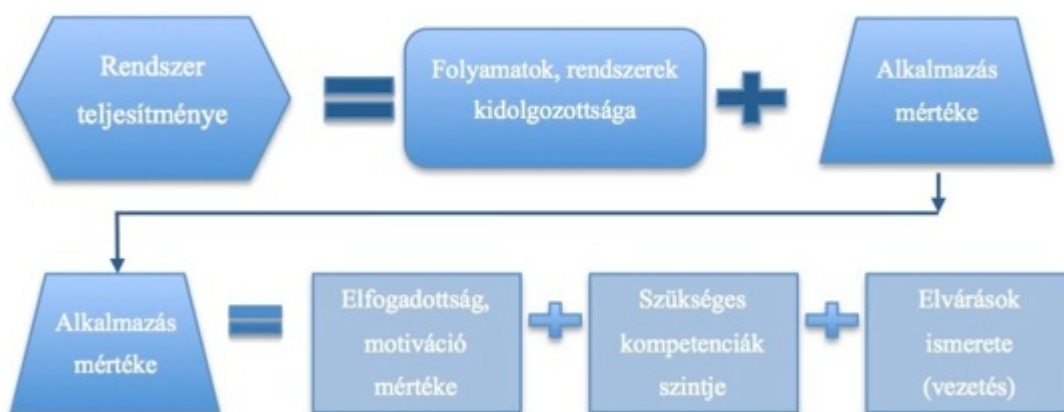 Rendszer
teljesítménye
Folyamatok, rendszerek
kidolgozottsága
Alkalmazás
mértéke
Alkalmazás
mértéke
Elfogadottság,
motiváció
mértéke
Szükséges
kompetenciák
szintje
Elvárások
ismerete
(vezetés)